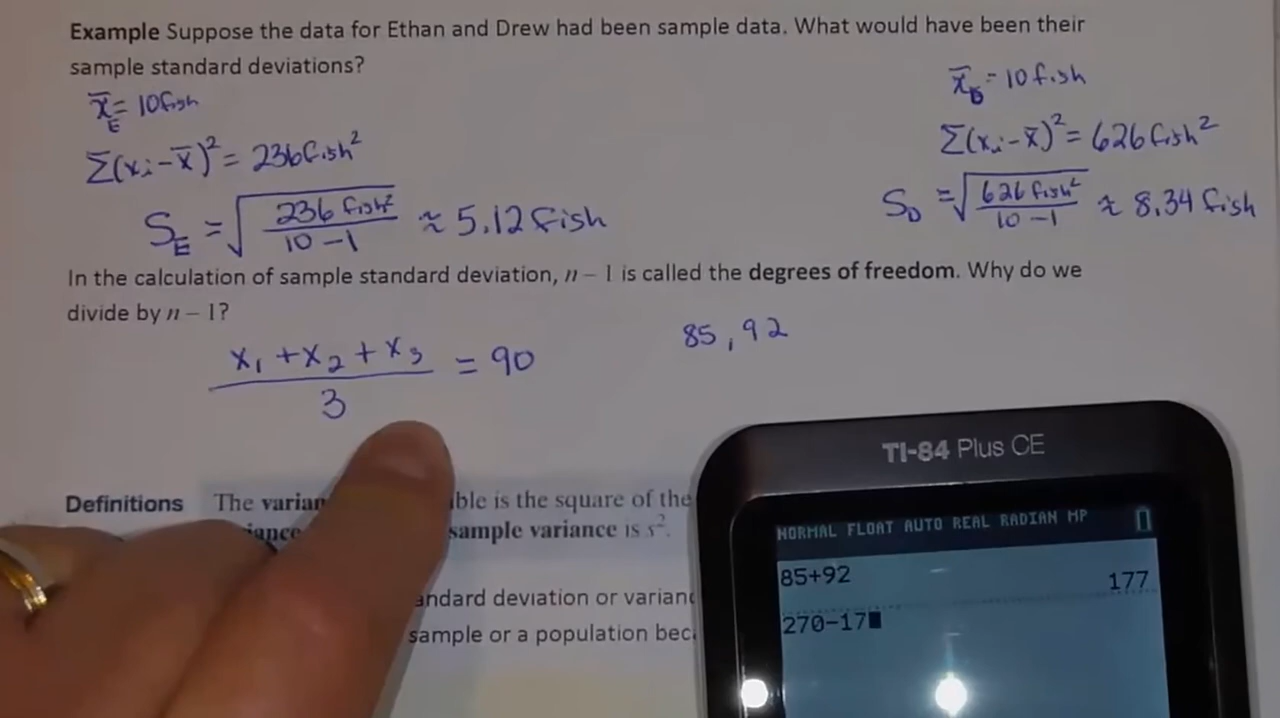 Example Suppose the data for Ethan and Drew had been sample data. What would have been their
sample standard deviations?
x̄_E = 10 fish
Σ(xᵢ-x̄)² = 236 fish²
S_E = √(236 fish²/(10-1)) ≈ 5.12 fish
x̄_D = 10 fish
Σ(xᵢ-x̄)² = 626 fish²
S_D = √(626 fish²/(10-1)) ≈ 8.34 fish
In the calculation of sample standard deviation, n – 1 is called the degrees of freedom. Why do we
divide by n – 1?
(x₁ + x₂ + x₃)/3 = 90
85, 92
Definitions The is the square of the
sample variance is s².
standard deviation or
sample or a population
TI-84 Plus CE
NORMAL FLOAT AUTO REAL RADIAN MP
85+92
177
270-17